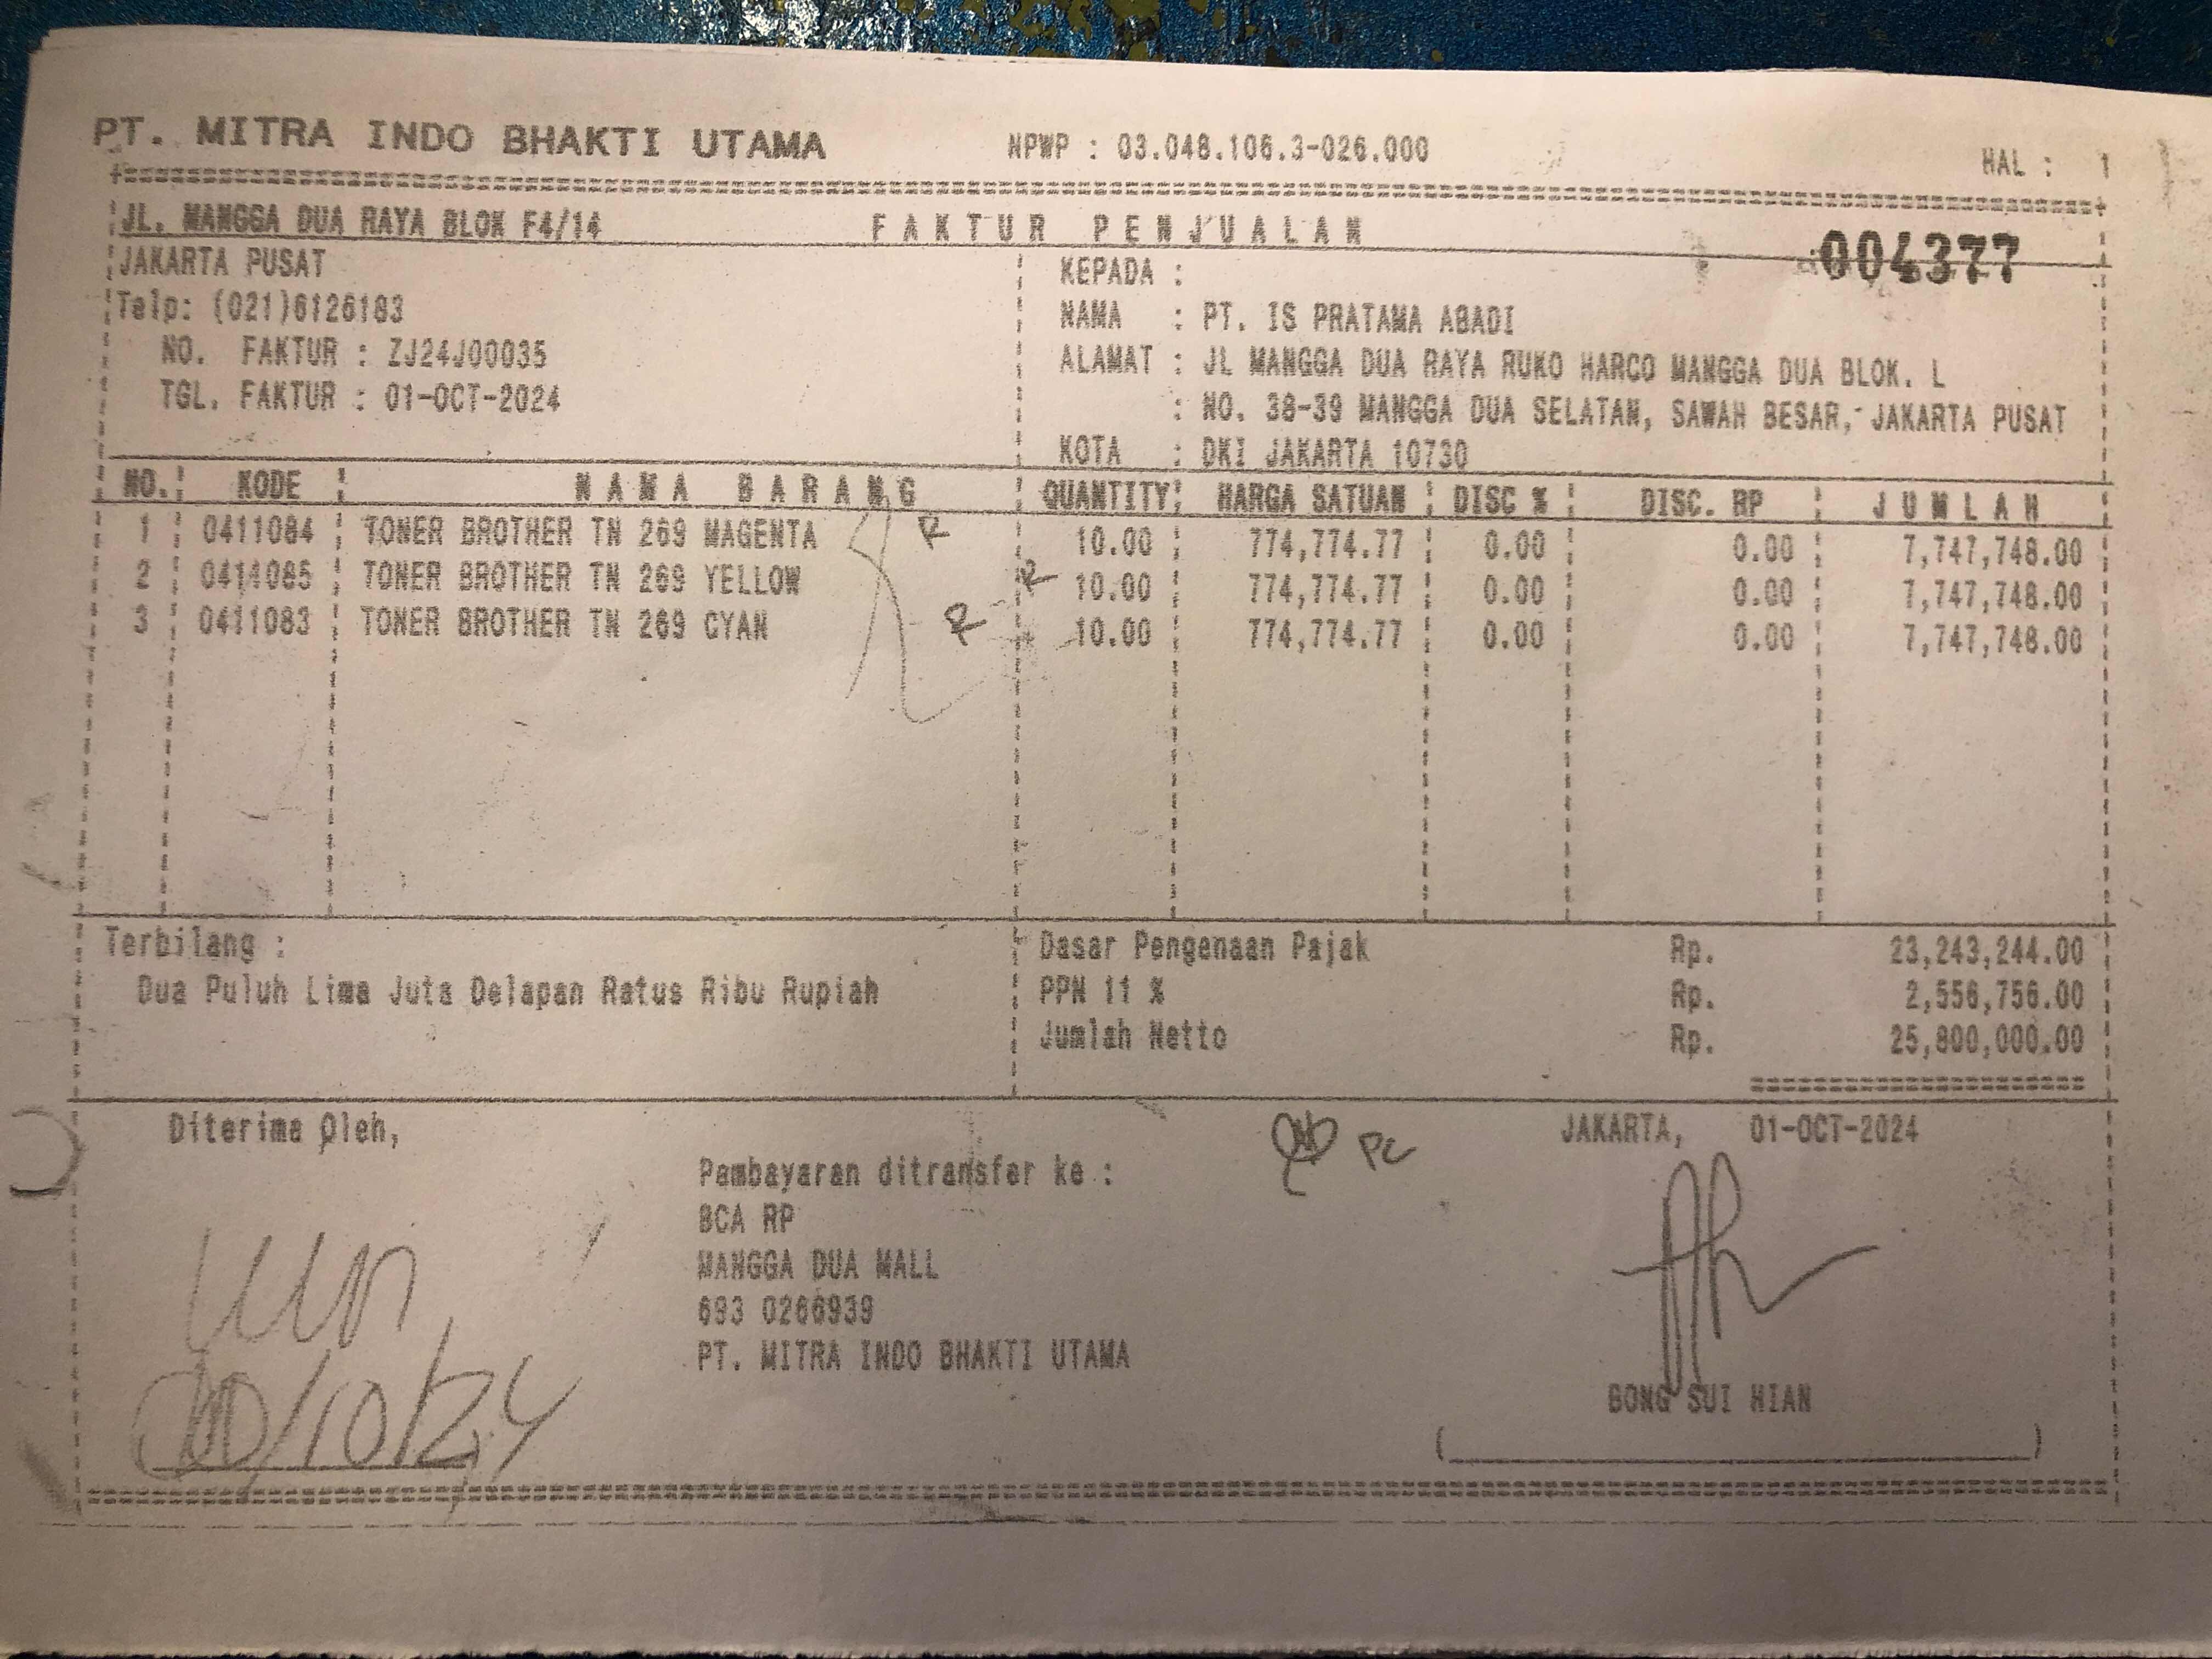 PT. MITRA INDO BHAKTI UTAMA NPWP : 03.048.106.3-026.000 HAL : 1
JL. MANGGA DUA RAYA BLOK F4/14 FAKTUR PENJUALAN 004377
JAKARTA PUSAT KEPADA :
Telp: (021)6126183 NAMA : PT. IS PRATAMA ABADI
NO. FAKTUR : ZJ24J00035 ALAMAT : JL MANGGA DUA RAYA RUKO HARCO MANGGA DUA BLOK. L
TGL. FAKTUR : 01-OCT-2024 : NO. 38-39 MANGGA DUA SELATAN, SAWAH BESAR, JAKARTA PUSAT
KOTA : DKI JAKARTA 10730
NO. KODE NAMA BARANG QUANTITY HARGA SATUAN DISC % DISC. RP JUMLAH
1 0411084 TONER BROTHER TN 269 MAGENTA 10.00 774,774.77 0.00 0.00 7,747,748.00
2 0411085 TONER BROTHER TN 269 YELLOW 10.00 774,774.77 0.00 0.00 7,747,748.00
3 0411083 TONER BROTHER TN 269 CYAN 10.00 774,774.77 0.00 0.00 7,747,748.00
Terbilang : Dasar Pengenaan Pajak Rp. 23,243,244.00
Dua Puluh Lima Juta Delapan Ratus Ribu Rupiah PPN 11 % Rp. 2,556,756.00
Jumlah Netto Rp. 25,800,000.00
Diterima Oleh, JAKARTA, 01-OCT-2024
PC
Pembayaran ditransfer ke :
BCA RP
MANGGA DUA MALL
693 0266939
PT. MITRA INDO BHAKTI UTAMA
BONG SUI HIAN
/10/24